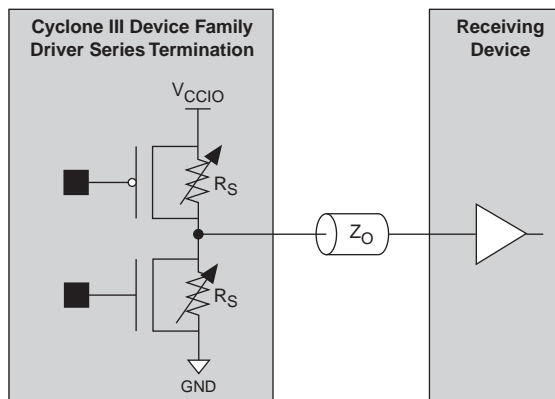 Cyclone III Device Family
Driver Series Termination
Receiving
Device
VCCIO
RS
ZO
RS
GND